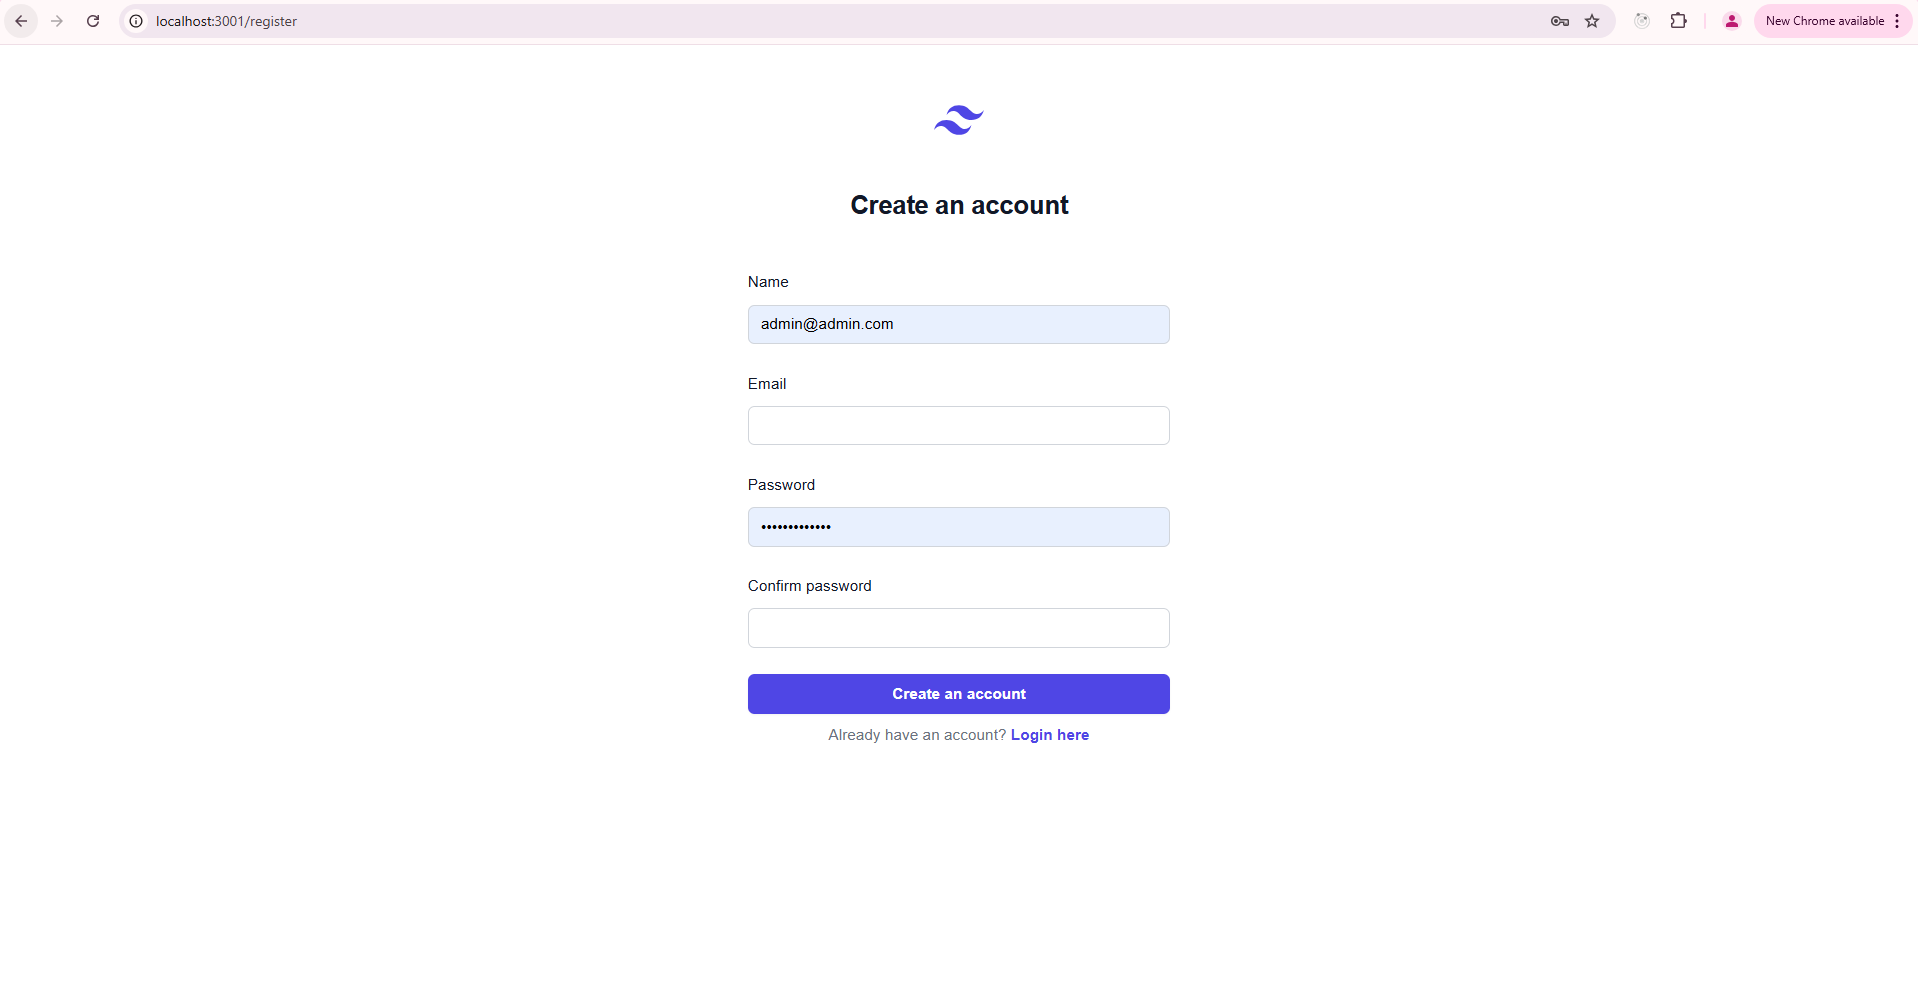 localhost:3001/register
New Chrome available
Create an account
Name
admin@admin.com
Email
Password
•••••••••••••
Confirm password
Create an account
Already have an account? Login here